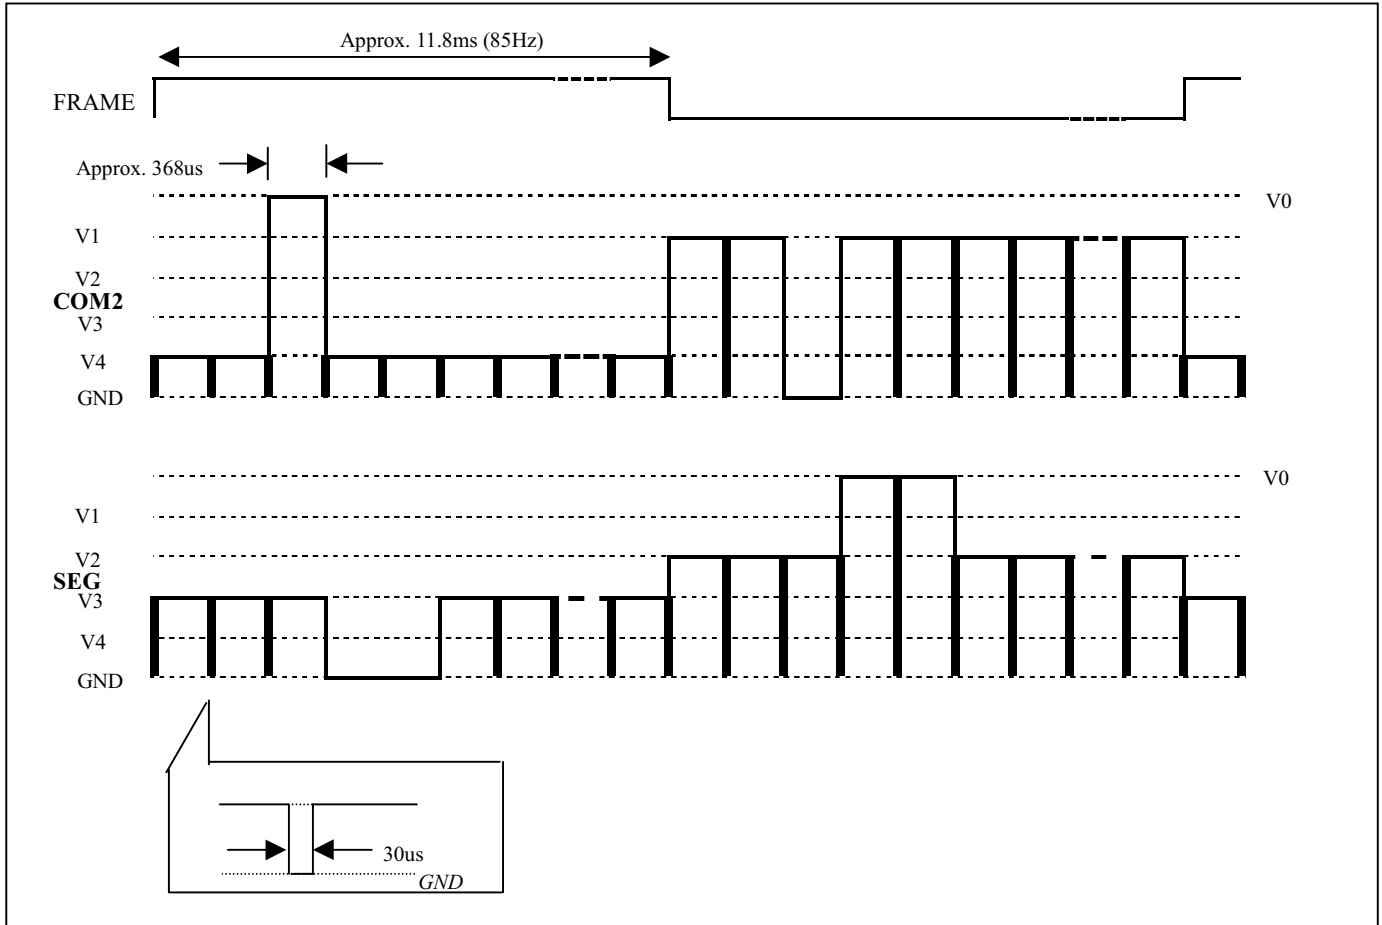 Approx. 11.8ms (85Hz)
FRAME
Approx. 368us
V0
V1
V2
COM2
V3
V4
GND
V0
V1
V2
SEG
V3
V4
GND
30us
GND